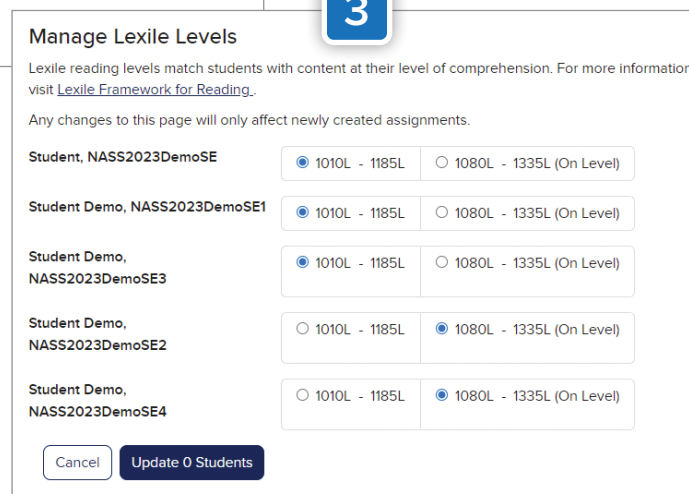 3
Manage Lexile Levels
Lexile reading levels match students with content at their level of comprehension. For more information
visit Lexile Framework for Reading .
Any changes to this page will only affect newly created assignments.
Student, NASS2023DemoSE 1010L - 1185L 1080L - 1335L (On Level)
Student Demo, NASS2023DemoSE1 1010L - 1185L 1080L - 1335L (On Level)
Student Demo, 1010L - 1185L 1080L - 1335L (On Level)
NASS2023DemoSE3
Student Demo, 1010L - 1185L 1080L - 1335L (On Level)
NASS2023DemoSE2
Student Demo, 1010L - 1185L 1080L - 1335L (On Level)
NASS2023DemoSE4
Cancel Update 0 Students